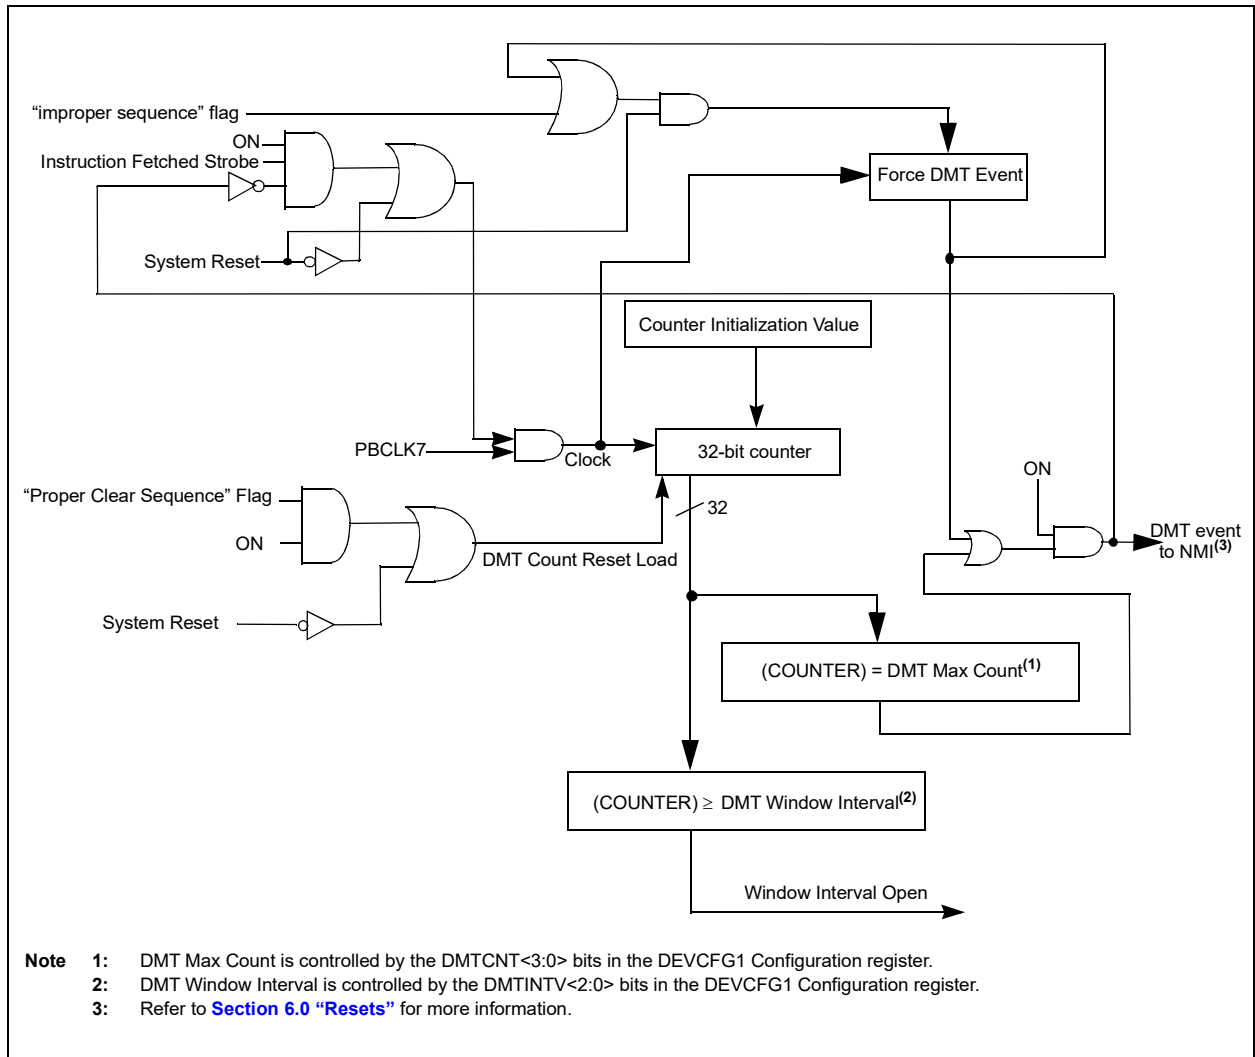 “improper sequence” flag
ON
Instruction Fetched Strobe
Force DMT Event
System Reset
Counter Initialization Value
PBCLK7
Clock
32-bit counter
“Proper Clear Sequence” Flag
ON
32
ON
DMT Count Reset Load
DMT event
to NMI(3)
System Reset
(COUNTER) = DMT Max Count(1)
(COUNTER) ≥ DMT Window Interval(2)
Window Interval Open
Note 1: DMT Max Count is controlled by the DMTCNT<3:0> bits in the DEVCFG1 Configuration register.
2: DMT Window Interval is controlled by the DMTINTV<2:0> bits in the DEVCFG1 Configuration register.
3: Refer to Section 6.0 “Resets” for more information.